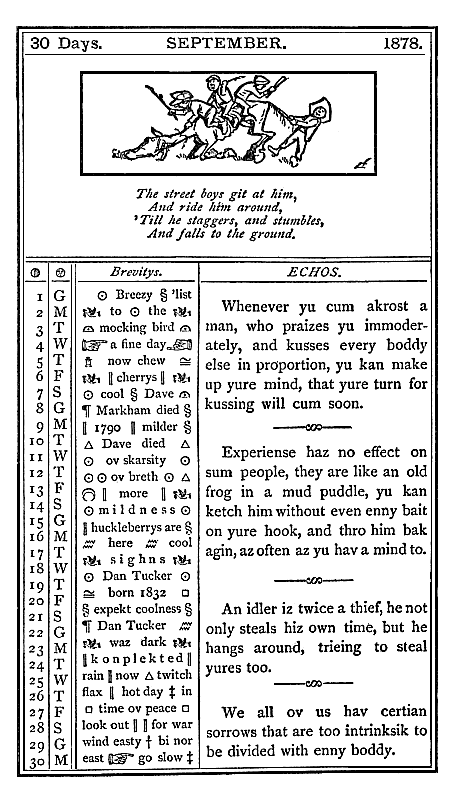 30 Days. SEPTEMBER. 1878.
The street boys git at him,
And ride him around,
'Till he staggers, and stumbles,
And falls to the ground.
Brevitys.
1 G ☉ Breezy § 'list
2 M to ☉ the
3 T mocking bird
4 W ☞ a fine day ☜
5 T now chew
6 F ‖ cherrys ‖
7 S ☉ cool § Dave
8 G ¶ Markham died §
9 M ‖ 1790 ‖ milder §
10 T △ Dave died △
11 W ☉ ov skarsity ☉
12 T ☉ ☉ ov breth ☉ △
13 F ‖ more ‖
14 S ☉ mildness ☉
15 G ‖ huckleberrys are §
16 M here cool
17 T sighns
18 W ☉ Dan Tucker ☉
19 T born 1832 □
20 F § expekt coolness §
21 S ¶ Dan Tucker
22 G waz dark
23 M ‖ konplekted ‖
24 T rain ‖ now △ twitch
25 W flax ‖ hot day ‡ in
26 T □ time ov peace □
27 F look out ‖ ‖ for war
28 S wind easty † bi nor
29 G east ☞ go slow ‡
30 M
ECHOS.
Whenever yu cum akrost a
man, who praizes yu immoder-
ately, and kusses every boddy
else in proportion, yu kan make
up yure mind, that yure turn for
kussing will cum soon.
Experiense haz no effect on
sum people, they are like an old
frog in a mud puddle, yu kan
ketch him without even enny bait
on yure hook, and thro him bak
agin, az often az yu hav a mind to.
An idler iz twice a thief, he not
only steals hiz own time, but he
hangs around, trieing to steal
yures too.
We all ov us hav certian
sorrows that are too intrinksik to
be divided with enny boddy.